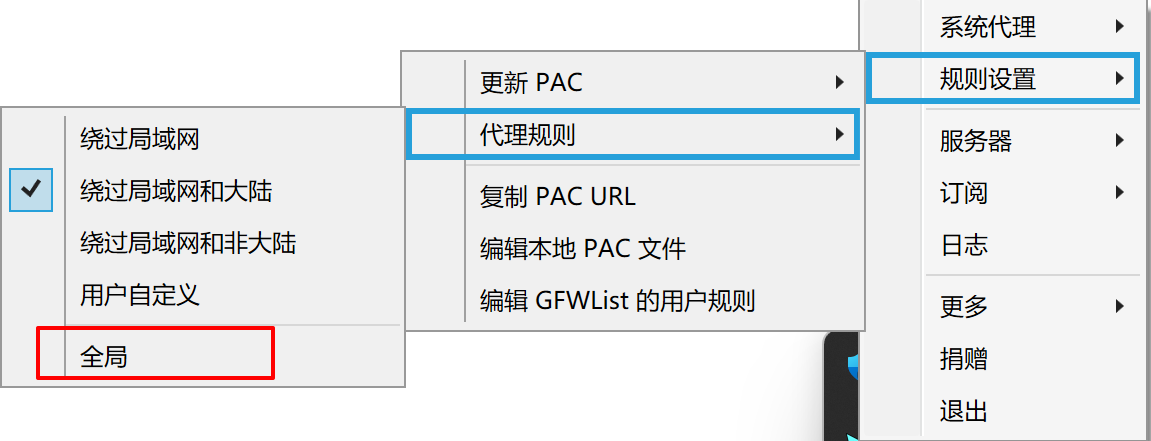 系统代理
规则设置
服务器
订阅
日志
更多
捐赠
退出
更新 PAC
代理规则
复制 PAC URL
编辑本地 PAC 文件
编辑 GFWList 的用户规则
绕过局域网
绕过局域网和大陆
绕过局域网和非大陆
用户自定义
全局